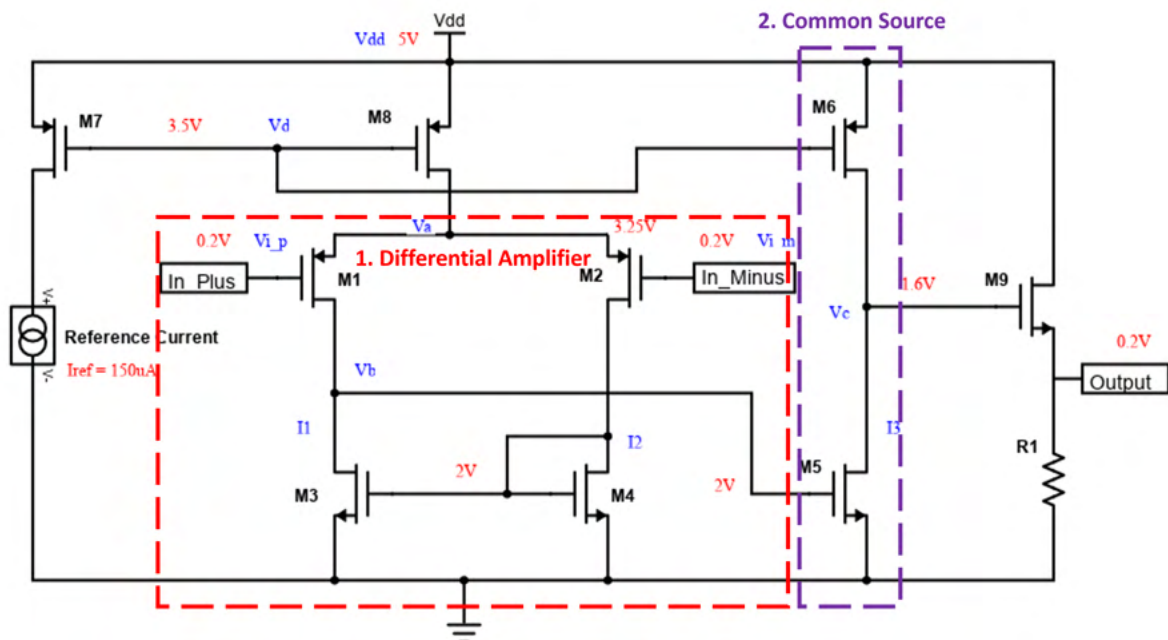 2. Common Source
Vdd
Vdd 5V
M7
3.5V
Vd
M8
M6
0.2V
Vi_p
Va
3.25V
0.2V
Vi_m
1. Differential Amplifier
In_Plus
M1
M2
In_Minus
1.6V
M9
V+
Reference Current
V-
Iref = 150uA
Vc
0.2V
Vb
Output
I1
I2
I3
R1
M3
2V
M4
2V
M5